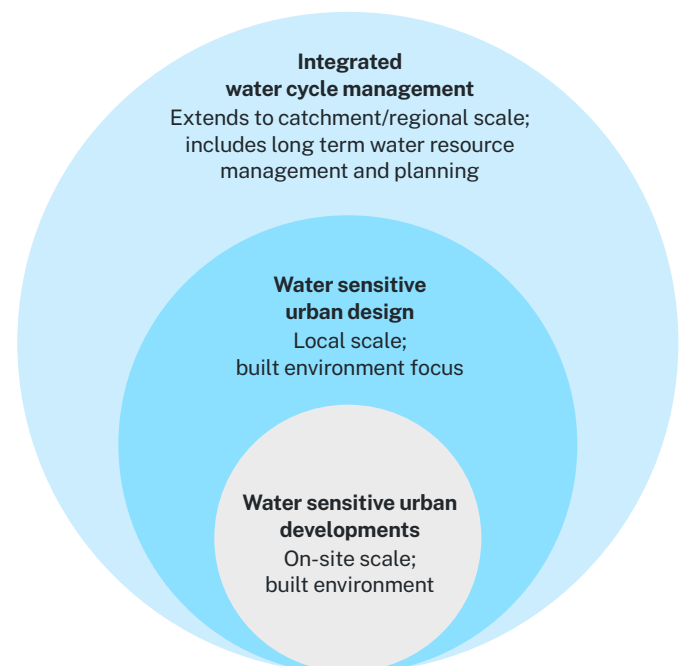 Integrated
water cycle management
Extends to catchment/regional scale;
includes long term water resource
management and planning
Water sensitive
urban design
Local scale;
built environment focus
Water sensitive urban
developments
On-site scale;
built environment